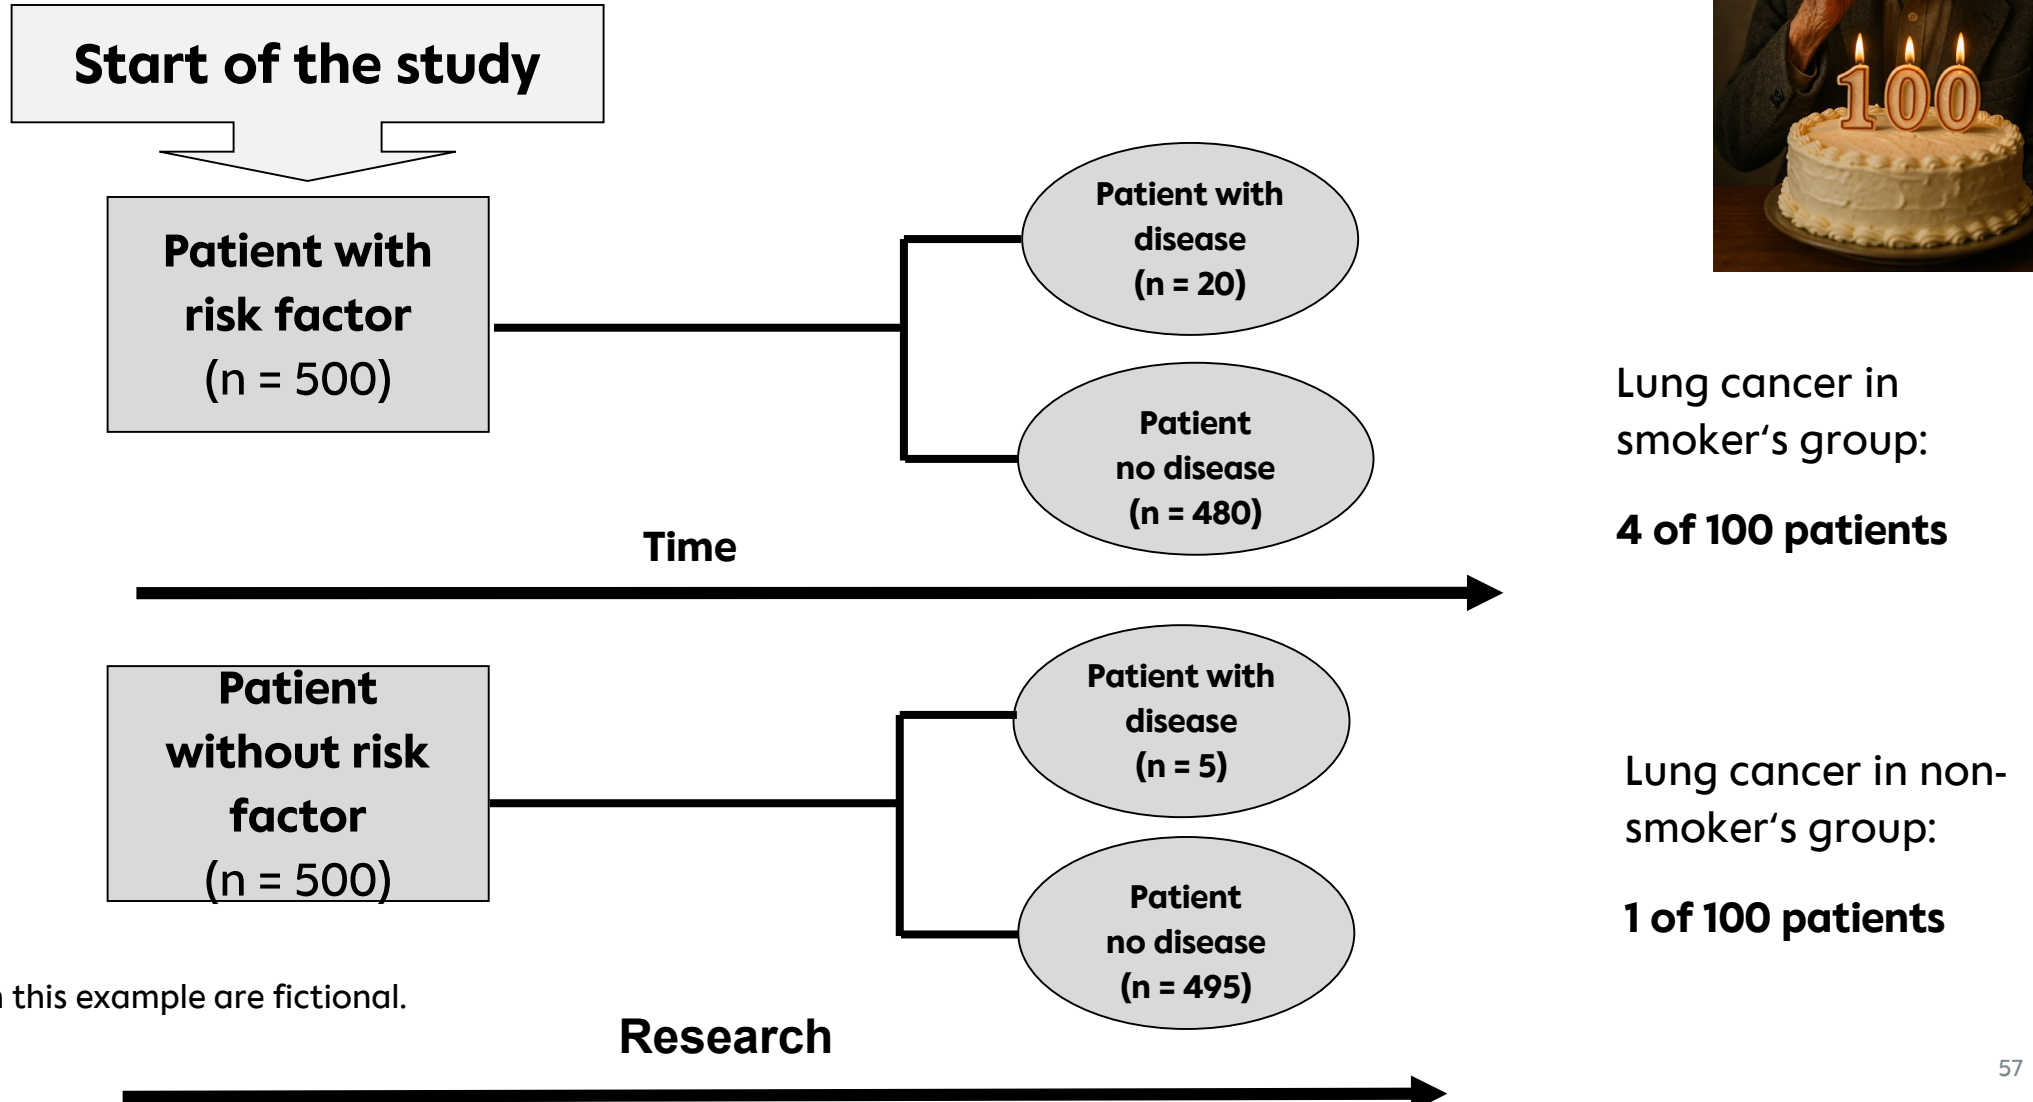 Start of the study
100
Patient with
risk factor
(n = 500)
Patient with
disease
(n = 20)
Patient
no disease
(n = 480)
Lung cancer in
smoker‘s group:
4 of 100 patients
Time
Patient
without risk
factor
(n = 500)
Patient with
disease
(n = 5)
Patient
no disease
(n = 495)
Lung cancer in non-
smoker‘s group:
1 of 100 patients
this example are fictional.
Research
57